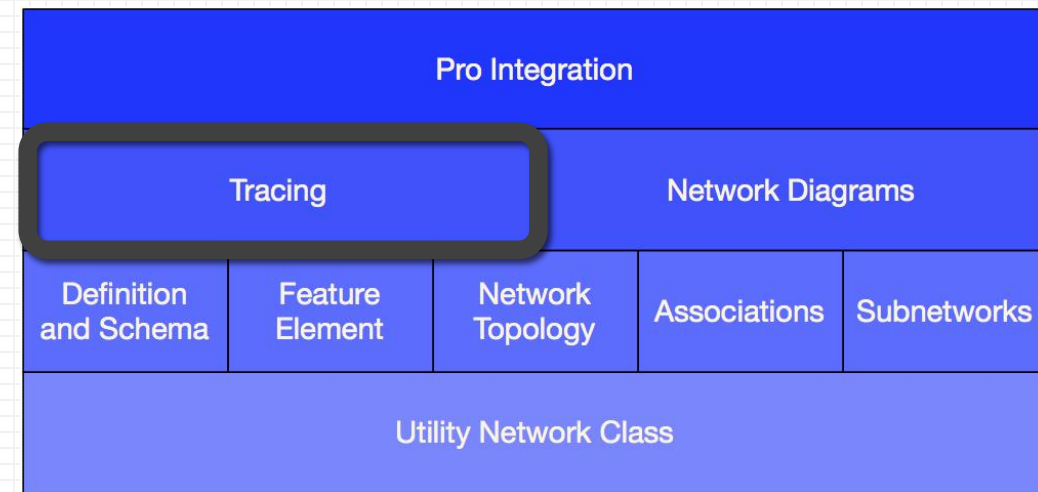 Pro Integration
Tracing
Network Diagrams
Definition
and Schema
Feature
Element
Network
Topology
Associations
Subnetworks
Utility Network Class